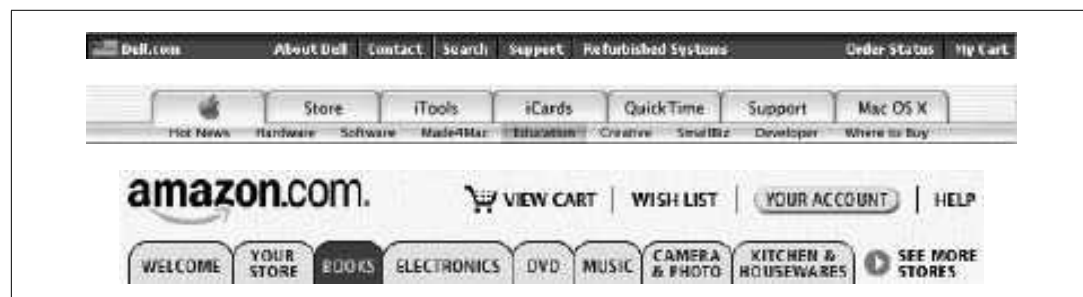 Dell.com About Dell Contact Search Support Refurbished Systems Order Status My Cart
Store iTools iCards QuickTime Support Mac OS X
Hot News Hardware Software Made4Mac Education Creative SmallBiz Developer Where to Buy
amazon.com. VIEW CART | WISH LIST | YOUR ACCOUNT | HELP
WELCOME YOUR STORE BOOKS ELECTRONICS DVD MUSIC CAMERA & PHOTO KITCHEN & HOUSEWARES SEE MORE STORES